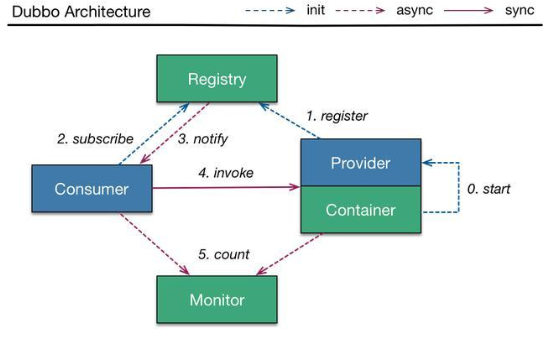 Dubbo Architecture
init
async
sync
Registry
1. register
2. subscribe
3. notify
Provider
4. invoke
Consumer
0. start
Container
5. count
Monitor